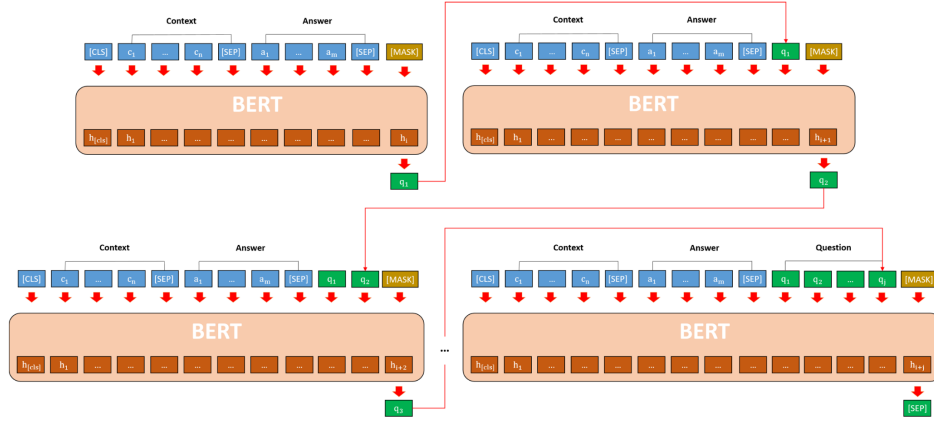 Context Answer
[CLS] c₁ ... cₙ [SEP] a₁ ... aₘ [SEP] [MASK]
BERT
h[cls] h₁ ... ... ... ... ... ... ... hᵢ
q₁
Context Answer
[CLS] c₁ ... cₙ [SEP] a₁ ... aₘ [SEP] q₁ [MASK]
BERT
h[cls] h₁ ... ... ... ... ... ... ... ... hᵢ₊₁
q₂
Context Answer
[CLS] c₁ ... cₙ [SEP] a₁ ... aₘ [SEP] q₁ q₂ [MASK]
BERT
h[cls] h₁ ... ... ... ... ... ... ... ... ... hᵢ₊₂
q₃
...
Context Answer Question
[CLS] c₁ ... cₙ [SEP] a₁ ... aₘ [SEP] q₁ q₂ ... qⱼ [MASK]
BERT
h[cls] h₁ ... ... ... ... ... ... ... ... ... ... ... hᵢ₊ⱼ
[SEP]